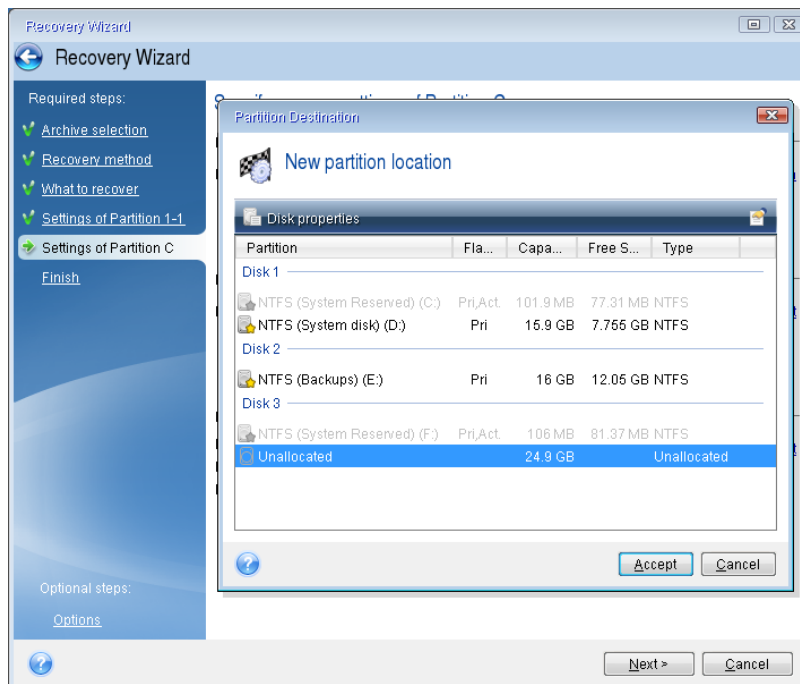 Recovery Wizard
Recovery Wizard
Required steps:
Archive selection
Recovery method
What to recover
Settings of Partition 1-1
Settings of Partition C
Finish
Optional steps:
Options
Partition Destination
New partition location
Disk properties
Partition Fla... Capa... Free S... Type
Disk 1
NTFS (System Reserved) (C:) Pri,Act. 101.9 MB 77.31 MB NTFS
NTFS (System disk) (D:) Pri 15.9 GB 7.755 GB NTFS
Disk 2
NTFS (Backups) (E:) Pri 16 GB 12.05 GB NTFS
Disk 3
NTFS (System Reserved) (F:) Pri,Act. 106 MB 81.37 MB NTFS
Unallocated 24.9 GB Unallocated
Accept Cancel
Next > Cancel